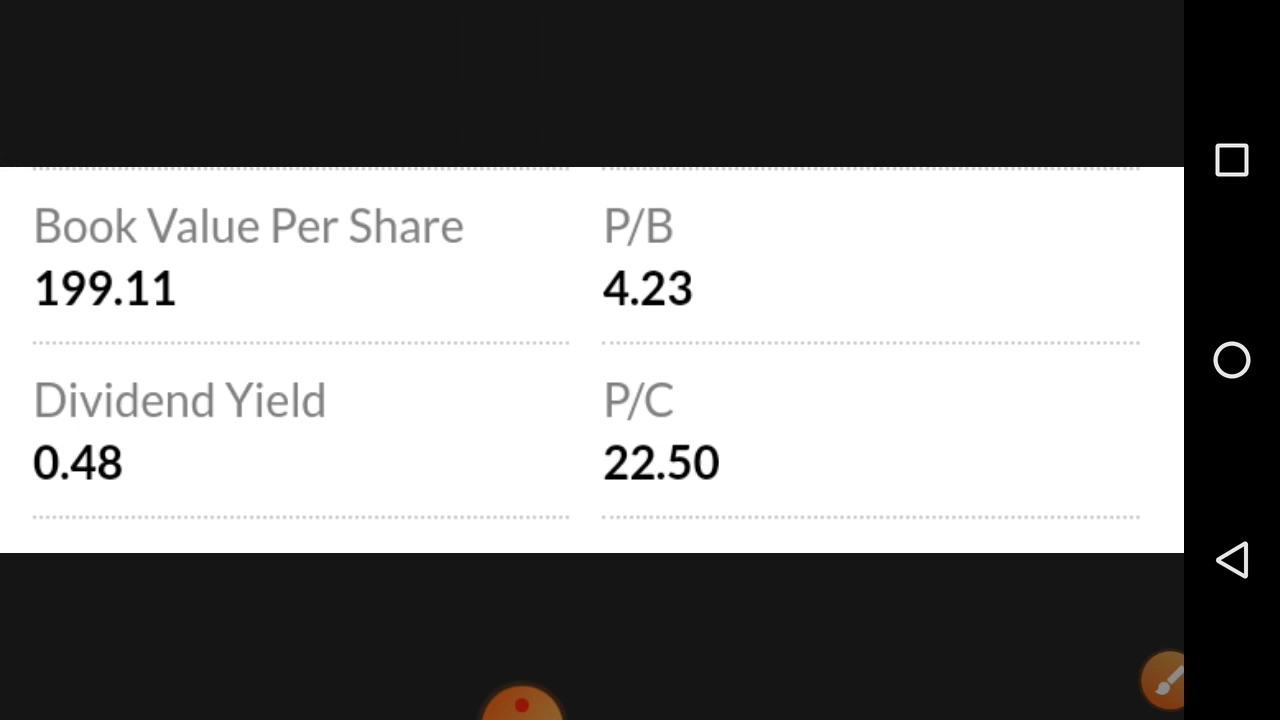 Book Value Per Share
199.11
P/B
4.23
Dividend Yield
0.48
P/C
22.50